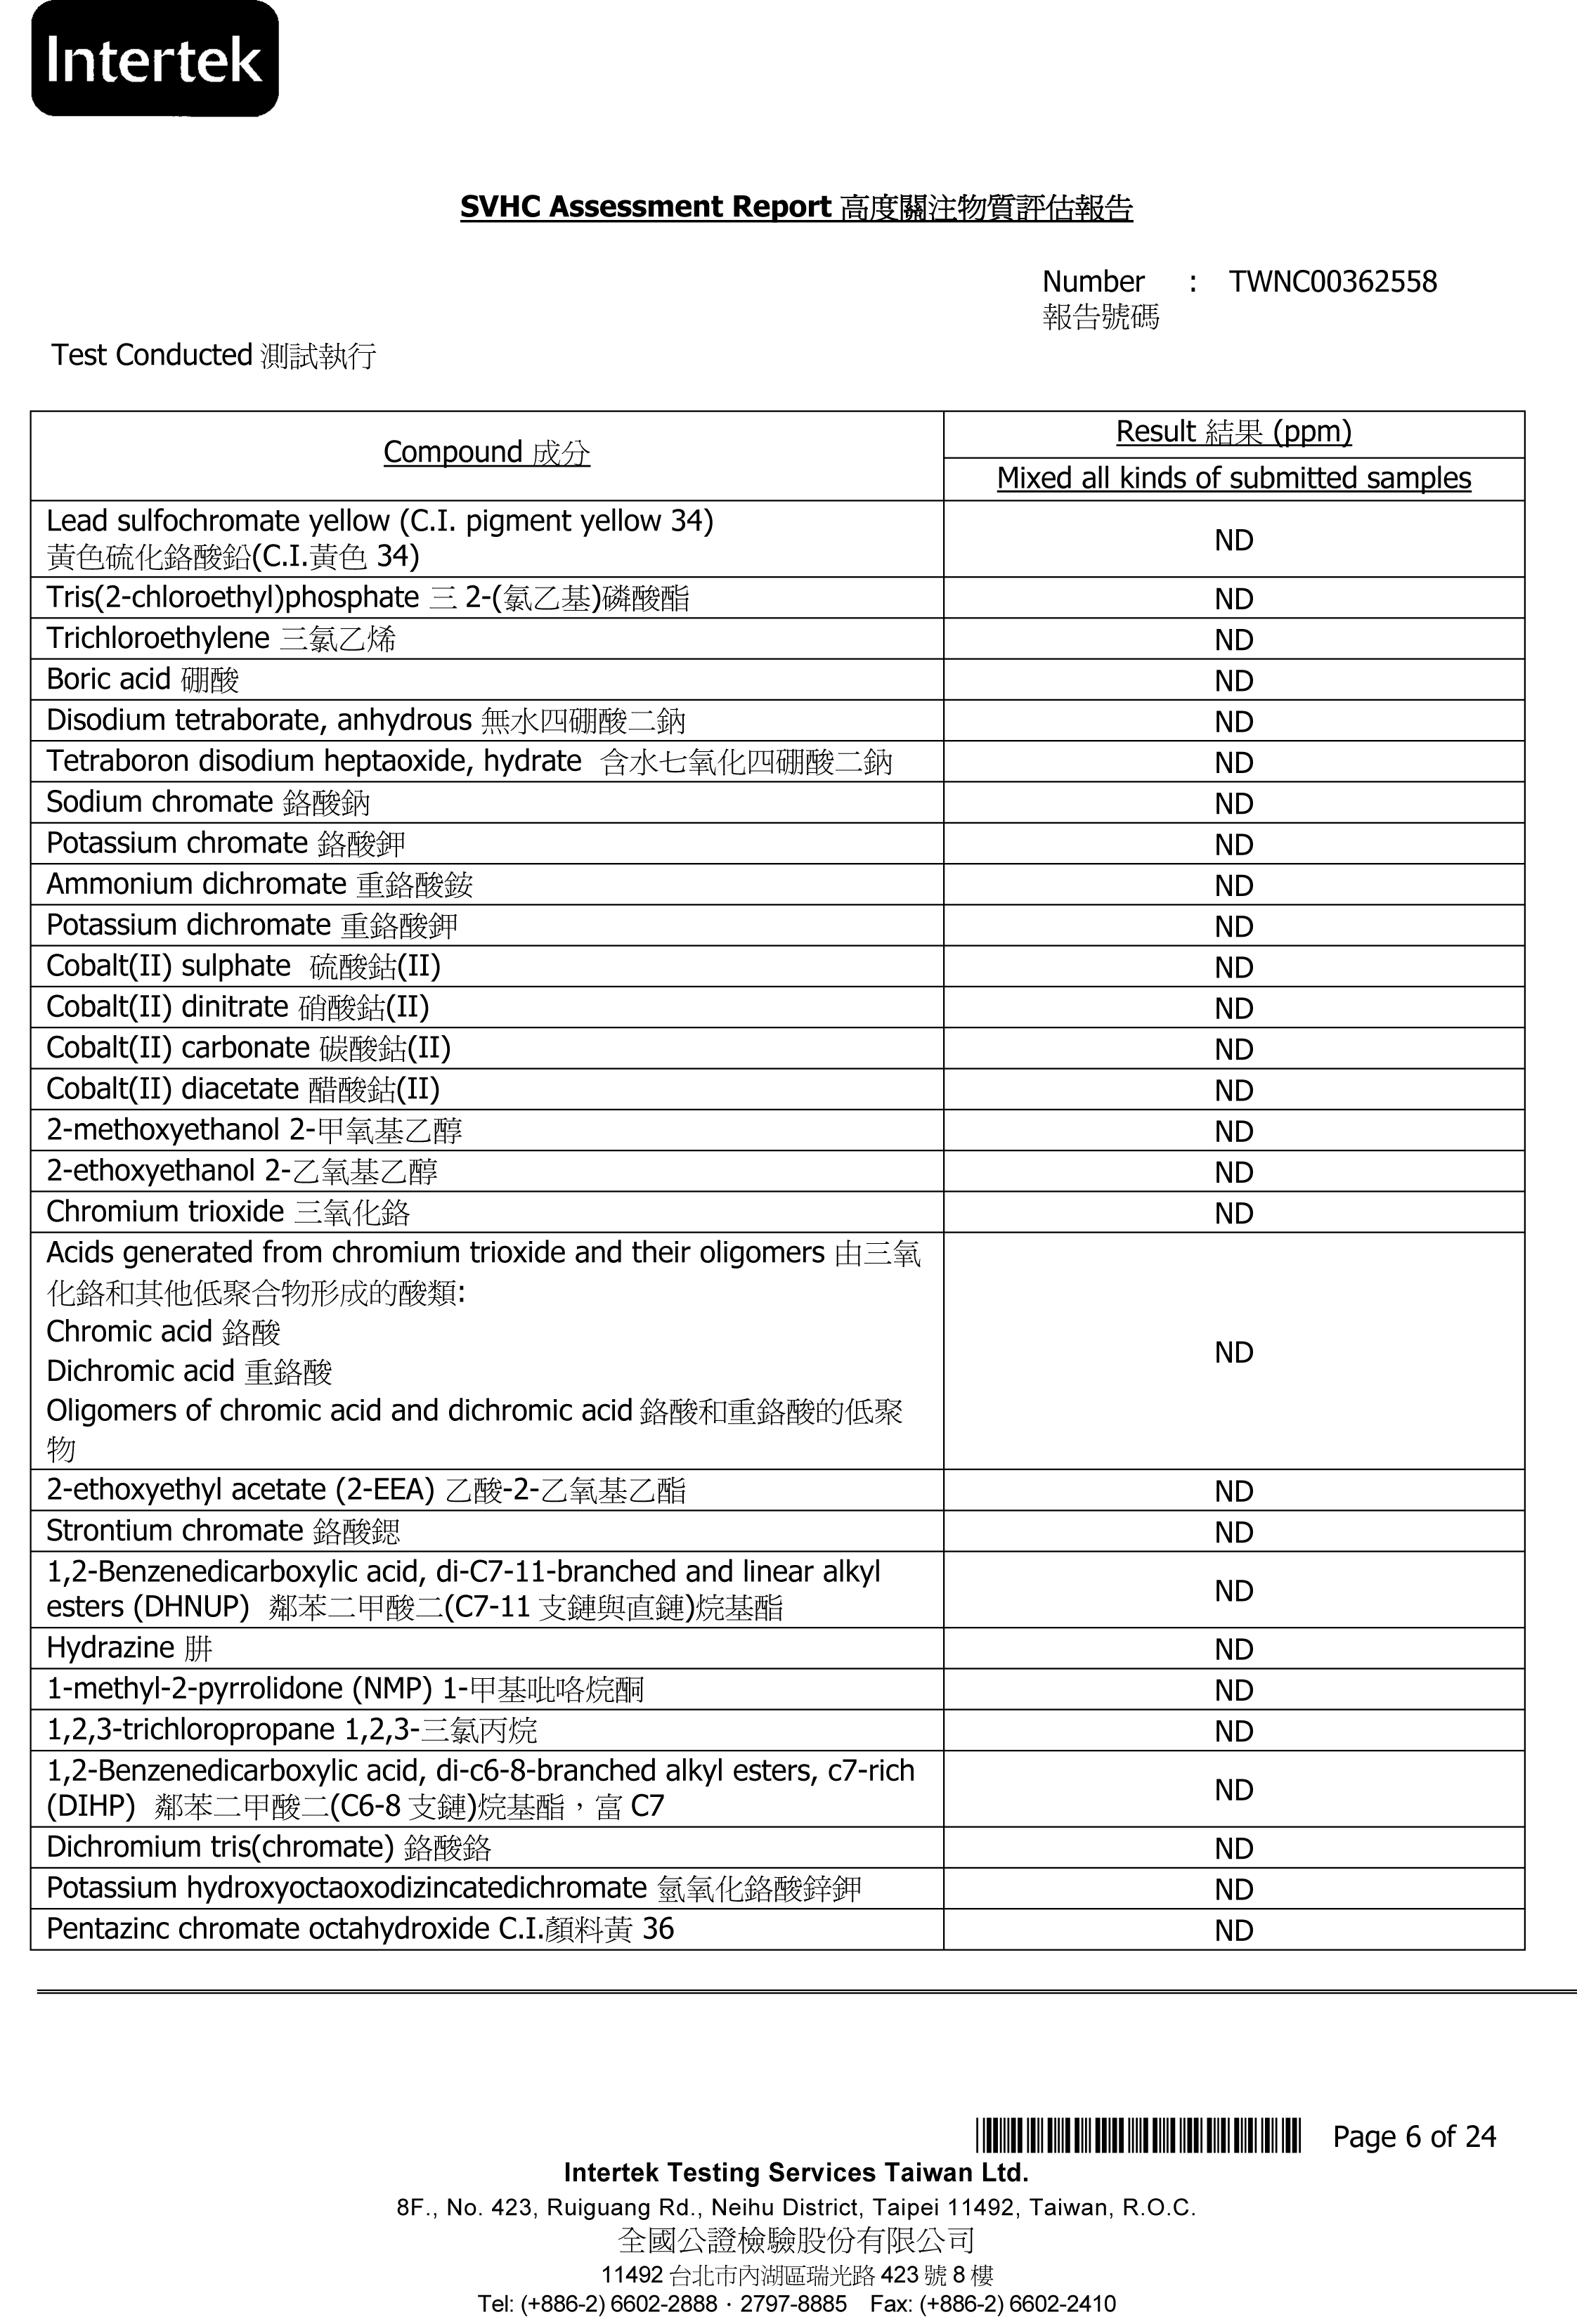 Intertek
SVHC Assessment Report 高度關注物質評估報告
Number : TWNC00362558
報告號碼
Test Conducted 測試執行
Compound 成分
Result 結果 (ppm)
Mixed all kinds of submitted samples
Lead sulfochromate yellow (C.I. pigment yellow 34)
黃色硫化鉻酸鉛(C.I.黃色 34)
ND
Tris(2-chloroethyl)phosphate 三 2-(氯乙基)磷酸酯 ND
Trichloroethylene 三氯乙烯 ND
Boric acid 硼酸 ND
Disodium tetraborate, anhydrous 無水四硼酸二鈉 ND
Tetraboron disodium heptaoxide, hydrate 含水七氧化四硼酸二鈉 ND
Sodium chromate 鉻酸鈉 ND
Potassium chromate 鉻酸鉀 ND
Ammonium dichromate 重鉻酸銨 ND
Potassium dichromate 重鉻酸鉀 ND
Cobalt(II) sulphate 硫酸鈷(II) ND
Cobalt(II) dinitrate 硝酸鈷(II) ND
Cobalt(II) carbonate 碳酸鈷(II) ND
Cobalt(II) diacetate 醋酸鈷(II) ND
2-methoxyethanol 2-甲氧基乙醇 ND
2-ethoxyethanol 2-乙氧基乙醇 ND
Chromium trioxide 三氧化鉻 ND
Acids generated from chromium trioxide and their oligomers 由三氧
化鉻和其他低聚合物形成的酸類:
Chromic acid 鉻酸
Dichromic acid 重鉻酸
Oligomers of chromic acid and dichromic acid 鉻酸和重鉻酸的低聚
物
ND
2-ethoxyethyl acetate (2-EEA) 乙酸-2-乙氧基乙酯 ND
Strontium chromate 鉻酸鍶 ND
1,2-Benzenedicarboxylic acid, di-C7-11-branched and linear alkyl
esters (DHNUP) 鄰苯二甲酸二(C7-11 支鏈與直鏈)烷基酯
ND
Hydrazine 肼 ND
1-methyl-2-pyrrolidone (NMP) 1-甲基吡咯烷酮 ND
1,2,3-trichloropropane 1,2,3-三氯丙烷 ND
1,2-Benzenedicarboxylic acid, di-c6-8-branched alkyl esters, c7-rich
(DIHP) 鄰苯二甲酸二(C6-8 支鏈)烷基酯，富 C7
ND
Dichromium tris(chromate) 鉻酸鉻 ND
Potassium hydroxyoctaoxodizincatedichromate 氫氧化鉻酸鋅鉀 ND
Pentazinc chromate octahydroxide C.I.顏料黃 36 ND
Page 6 of 24
Intertek Testing Services Taiwan Ltd.
8F., No. 423, Ruiguang Rd., Neihu District, Taipei 11492, Taiwan, R.O.C.
全國公證檢驗股份有限公司
11492 台北市內湖區瑞光路 423 號 8 樓
Tel: (+886-2) 6602-2888 · 2797-8885 Fax: (+886-2) 6602-2410